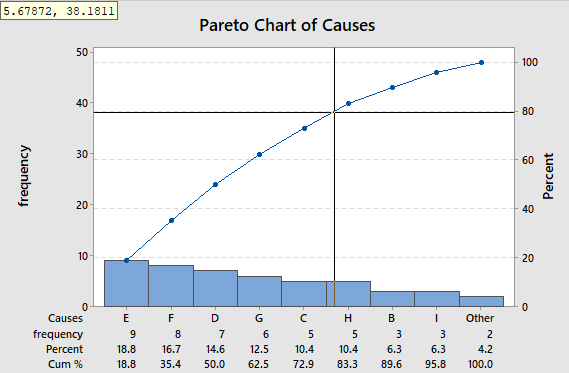 5.67872, 38.1811
Pareto Chart of Causes
50
40
30
20
10
0
frequency
100
80
60
40
20
0
Percent
Causes E F D G C H B I Other
frequency 9 8 7 6 5 5 3 3 2
Percent 18.8 16.7 14.6 12.5 10.4 10.4 6.3 6.3 4.2
Cum % 18.8 35.4 50.0 62.5 72.9 83.3 89.6 95.8 100.0